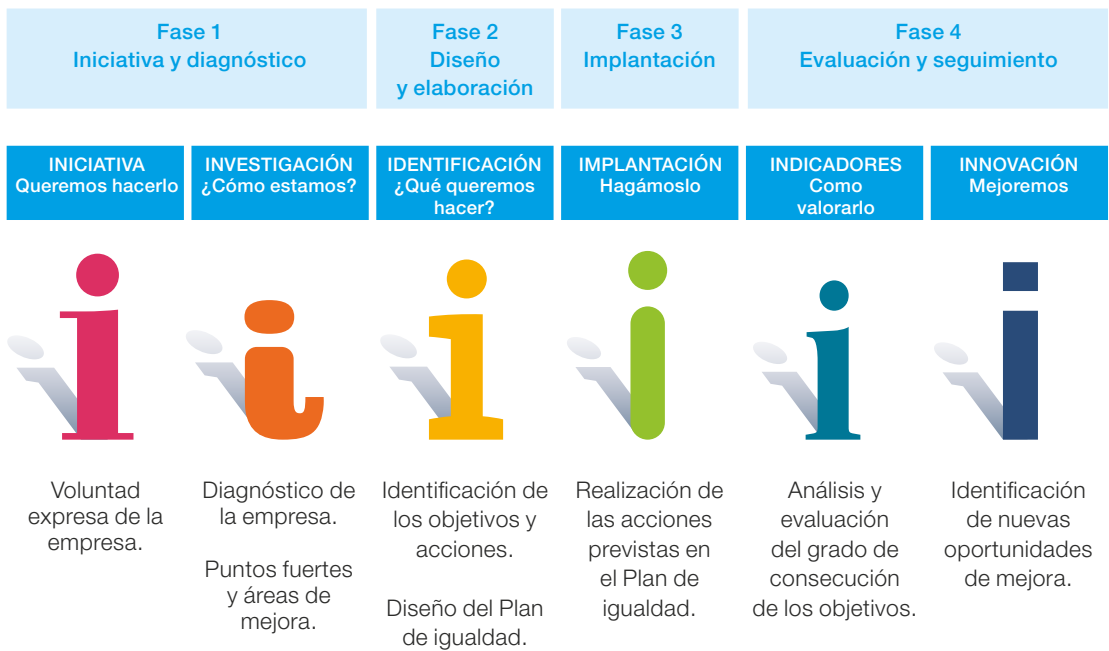 Fase 1
Iniciativa y diagnóstico
Fase 2
Diseño
y elaboración
Fase 3
Implantación
Fase 4
Evaluación y seguimiento
INICIATIVA
Queremos hacerlo
INVESTIGACIÓN
¿Cómo estamos?
IDENTIFICACIÓN
¿Qué queremos
hacer?
IMPLANTACIÓN
Hagámoslo
INDICADORES
Como
valorarlo
INNOVACIÓN
Mejoremos
i
i
i
i
i
i
Voluntad
expresa de la
empresa.
Diagnóstico de
la empresa.
Puntos fuertes
y áreas de
mejora.
Identificación de
los objetivos y
acciones.
Diseño del Plan
de igualdad.
Realización de
las acciones
previstas en
el Plan de
igualdad.
Análisis y
evaluación
del grado de
consecución
de los objetivos.
Identificación
de nuevas
oportunidades
de mejora.